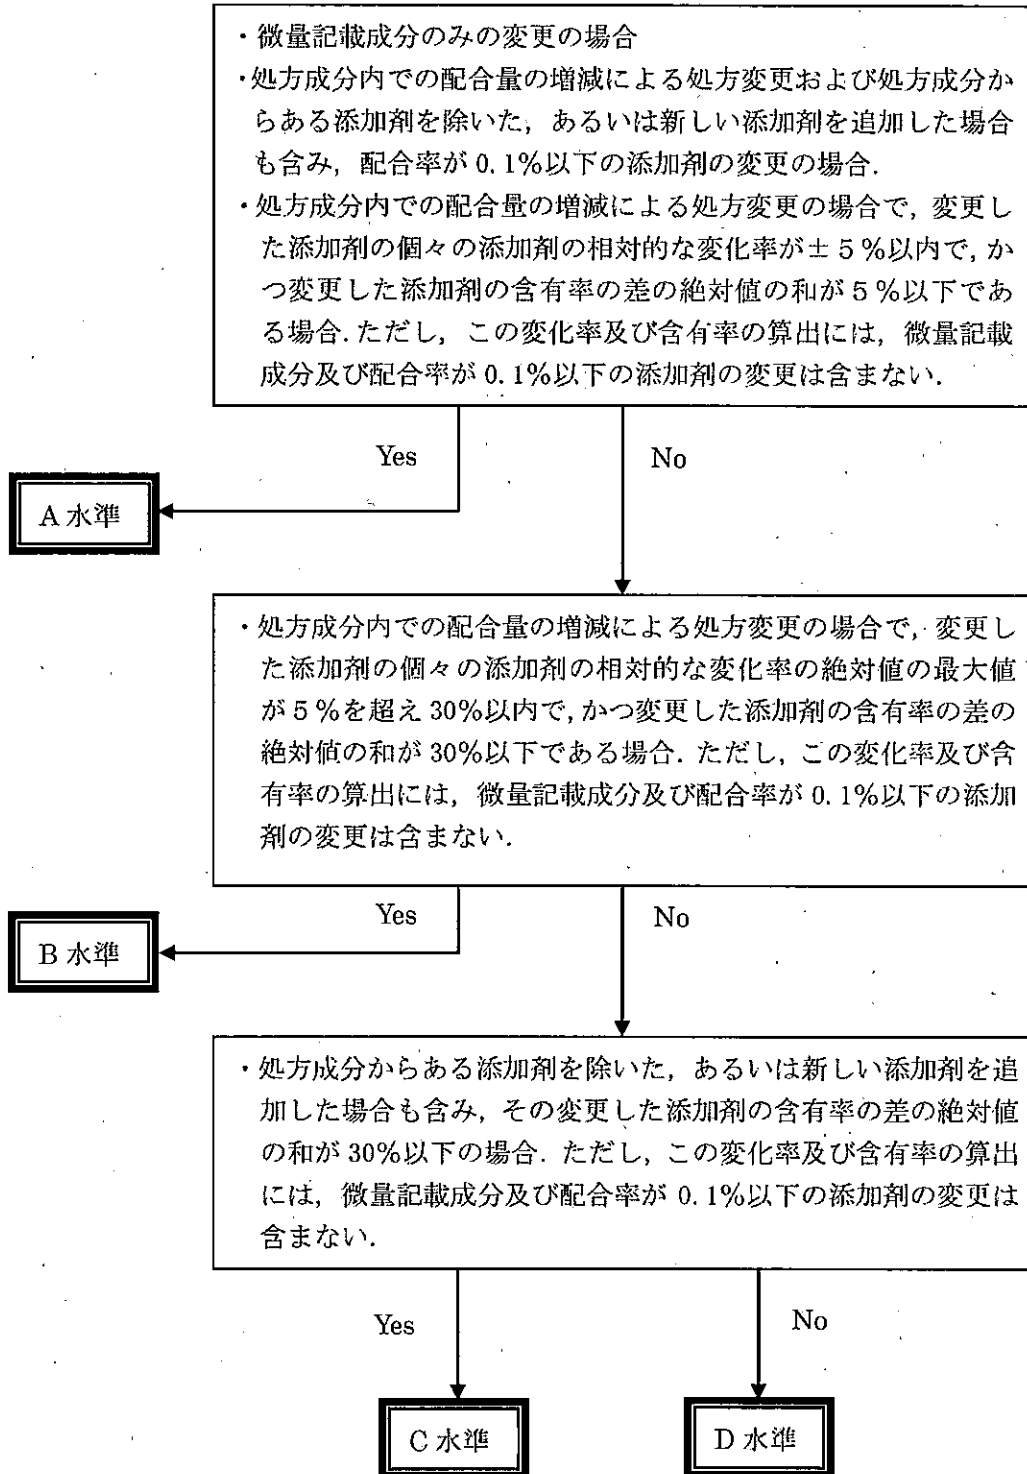 ・微量記載成分のみの変更の場合
・処方成分内での配合量の増減による処方変更および処方成分か
らある添加剤を除いた，あるいは新しい添加剤を追加した場合
も含み，配合率が 0.1%以下の添加剤の変更の場合.
・処方成分内での配合量の増減による処方変更の場合で，変更し
た添加剤の個々の添加剤の相対的な変化率が±５％以内で，か
つ変更した添加剤の含有率の差の絶対値の和が５％以下であ
る場合. ただし，この変化率及び含有率の算出には，微量記載
成分及び配合率が 0.1%以下の添加剤の変更は含まない.
Yes
No
A 水準
・処方成分内での配合量の増減による処方変更の場合で，変更し
た添加剤の個々の添加剤の相対的な変化率の絶対値の最大値
が５％を超え 30%以内で，かつ変更した添加剤の含有率の差の
絶対値の和が 30%以下である場合. ただし，この変化率及び含
有率の算出には，微量記載成分及び配合率が 0.1%以下の添加
剤の変更は含まない.
Yes
No
B 水準
・処方成分からある添加剤を除いた，あるいは新しい添加剤を追
加した場合も含み，その変更した添加剤の含有率の差の絶対値
の和が 30%以下の場合. ただし，この変化率及び含有率の算出
には，微量記載成分及び配合率が 0.1%以下の添加剤の変更は
含まない.
Yes
No
C 水準
D 水準